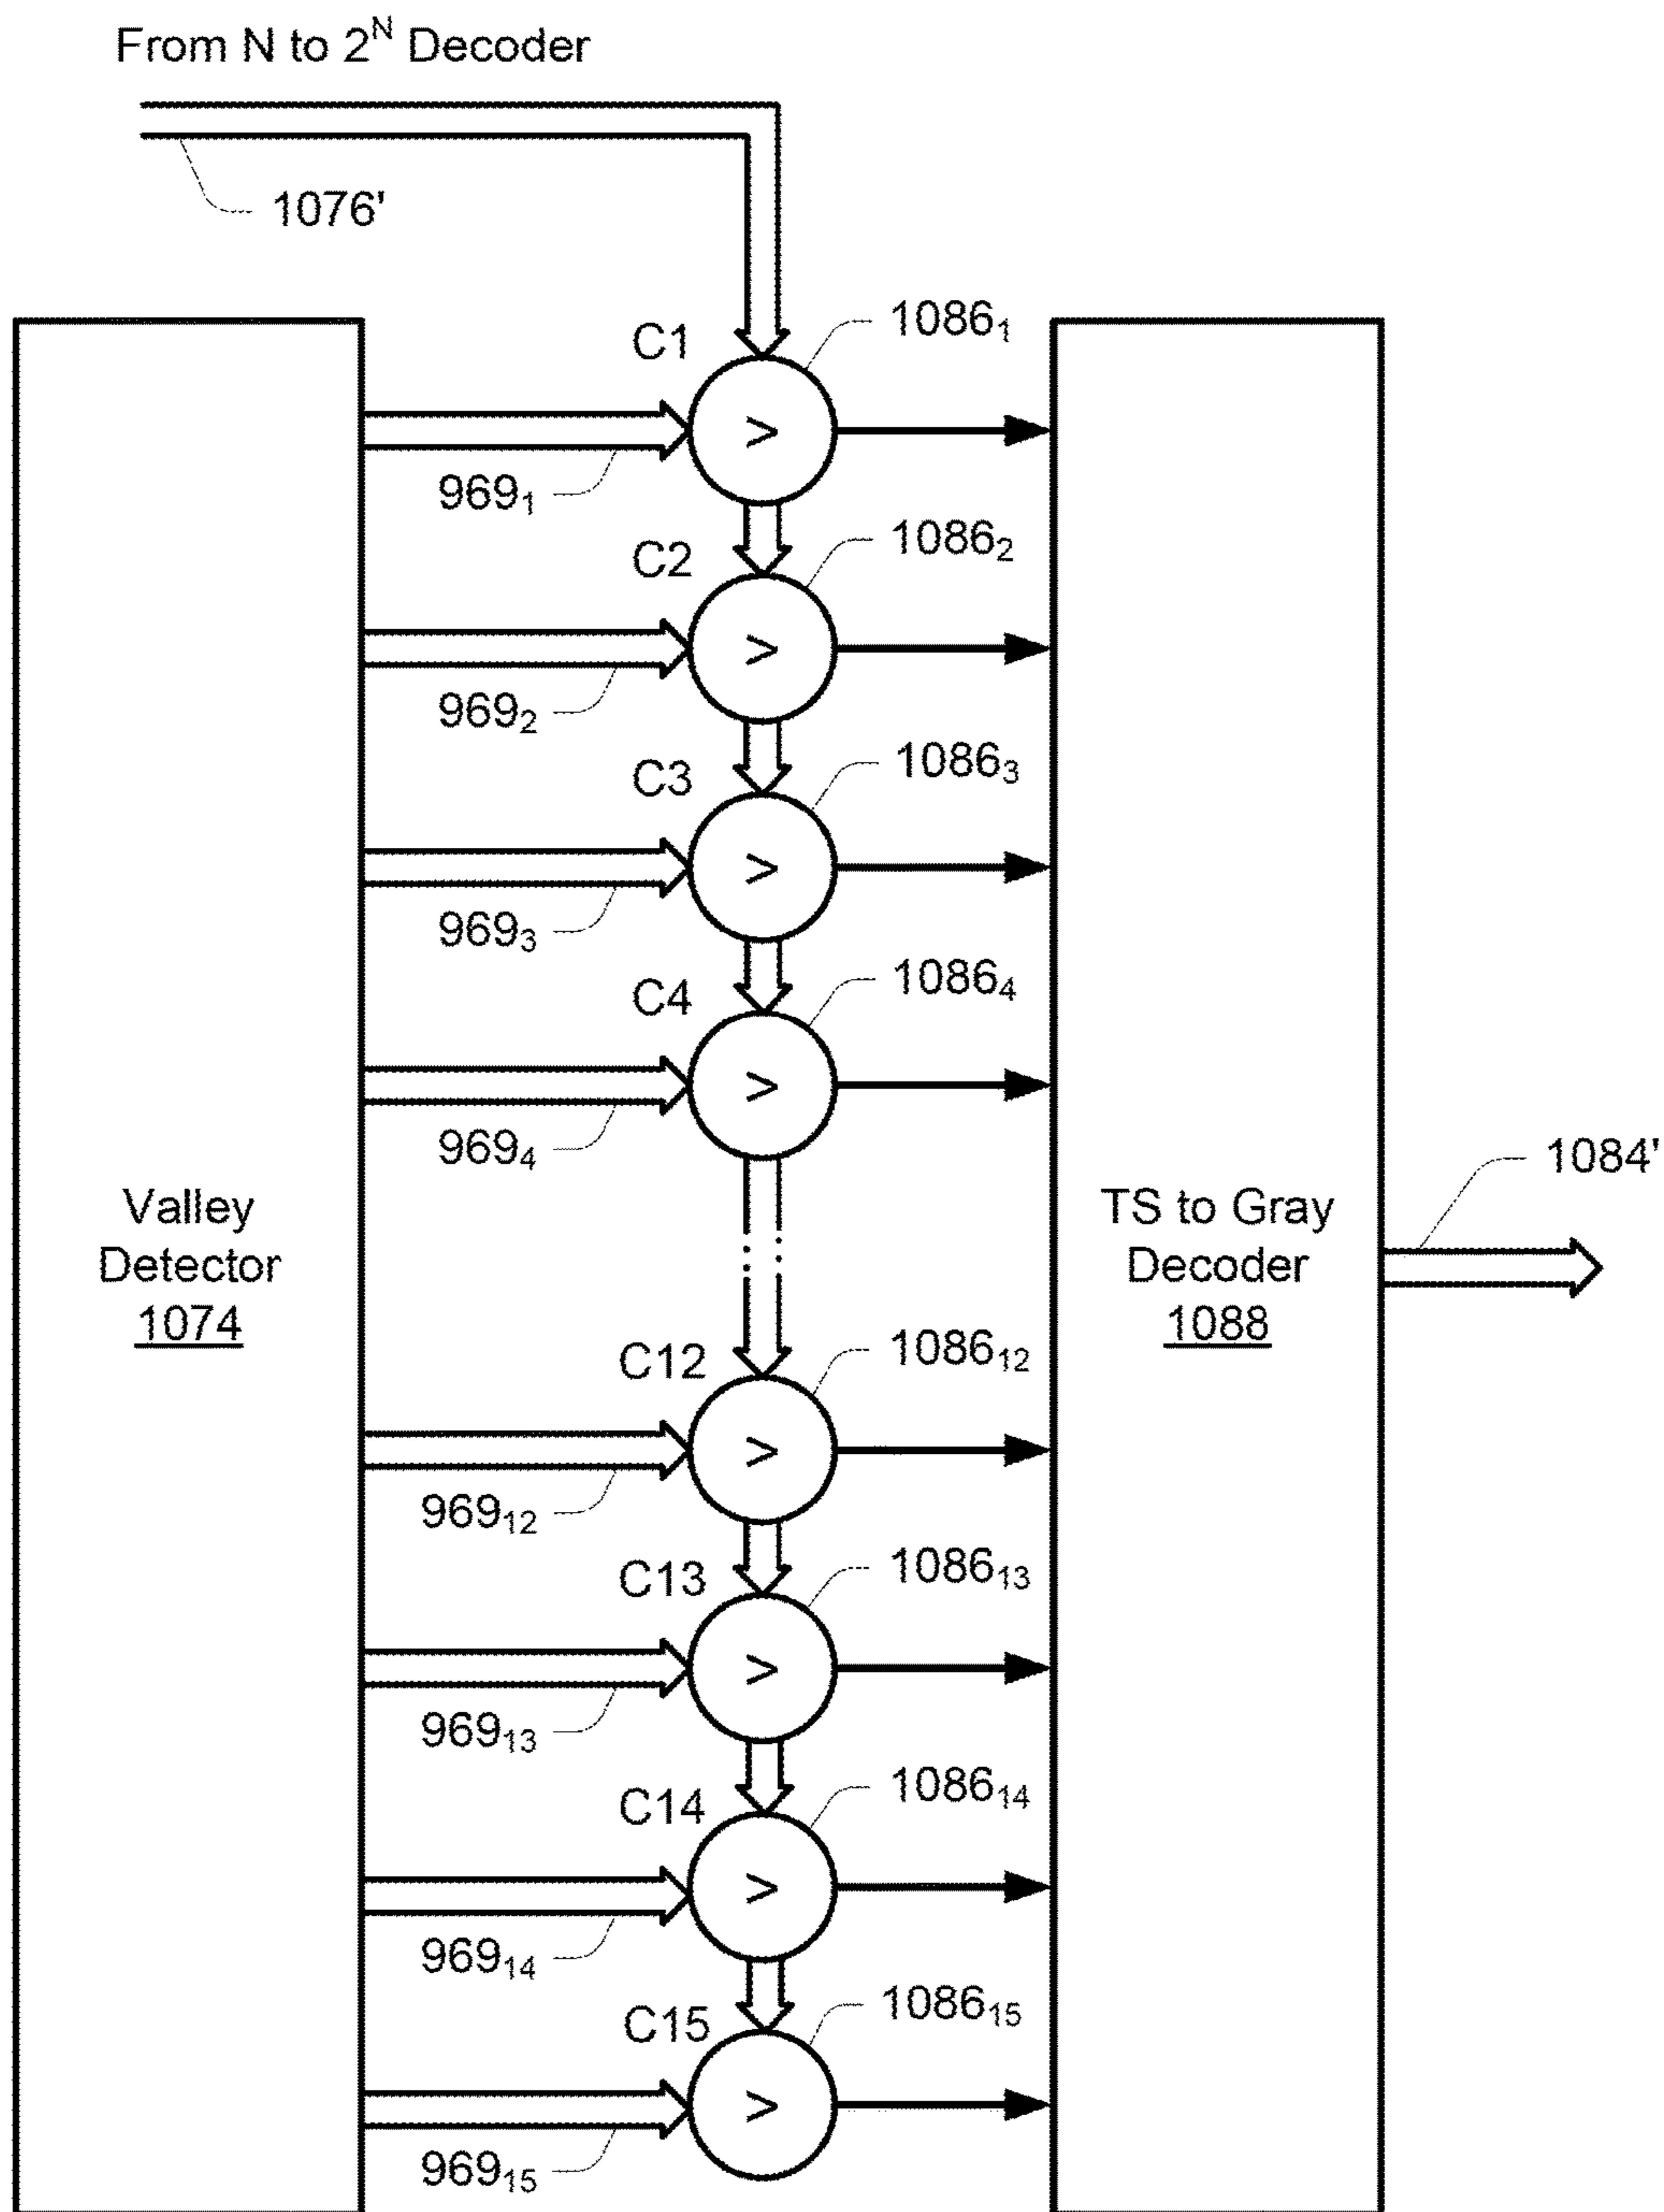 From N to 2ᴺ Decoder
1076'
C1
1086₁
>
969₁
C2
1086₂
>
969₂
C3
1086₃
>
969₃
C4
1086₄
>
969₄
Valley
Detector
1074
TS to Gray
Decoder
1088
1084'
C12
1086₁₂
>
969₁₂
C13
1086₁₃
>
969₁₃
C14
1086₁₄
>
969₁₄
C15
1086₁₅
>
969₁₅